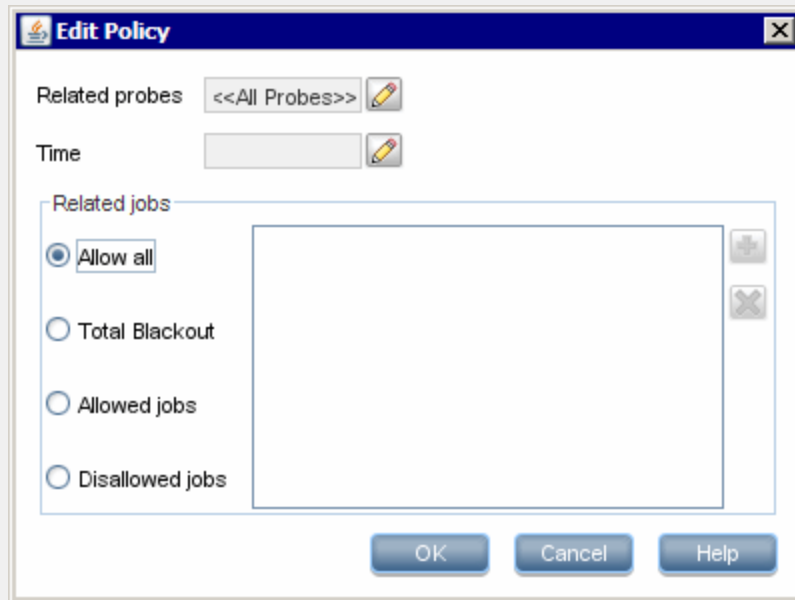 Edit Policy
Related probes <<All Probes>>
Time
Related jobs
Allow all
Total Blackout
Allowed jobs
Disallowed jobs
OK Cancel Help